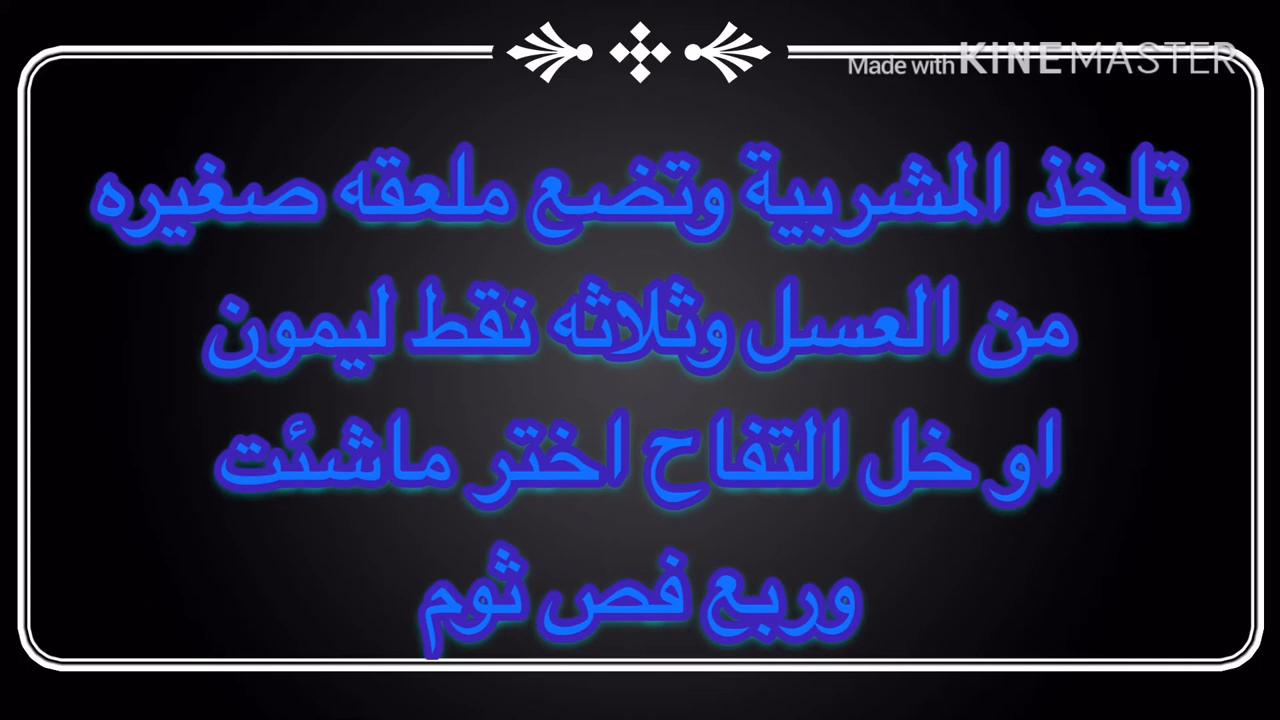 Made with KINEMASTER
تاخذ المشربية وتضع ملعقه صغيره
من العسل وثلاثه نقط ليمون
او خل التفاح اختر ماشئت
وربع فص ثوم